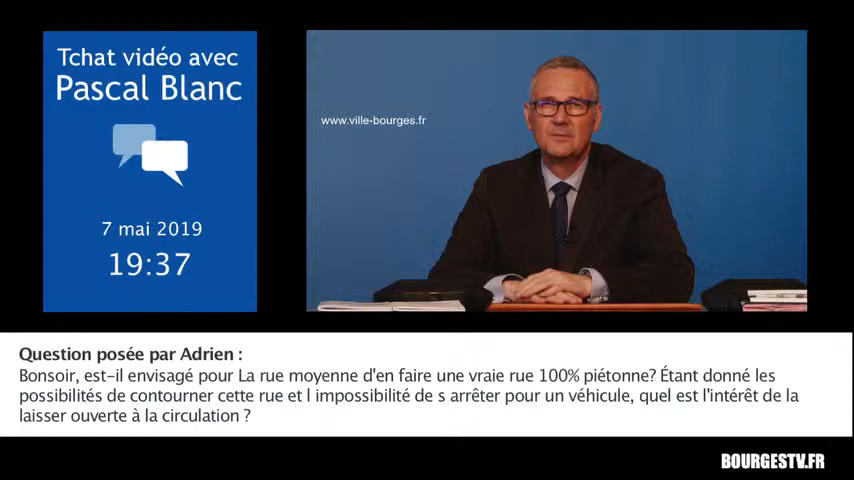 Tchat vidéo avec
Pascal Blanc
7 mai 2019
19:37
www.ville-bourges.fr
Question posée par Adrien :
Bonsoir, est-il envisagé pour La rue moyenne d'en faire une vraie rue 100% piétonne? Étant donné les
possibilités de contourner cette rue et l impossibilité de s arrêter pour un véhicule, quel est l'intérêt de la
laisser ouverte à la circulation ?
BOURGESTV.FR